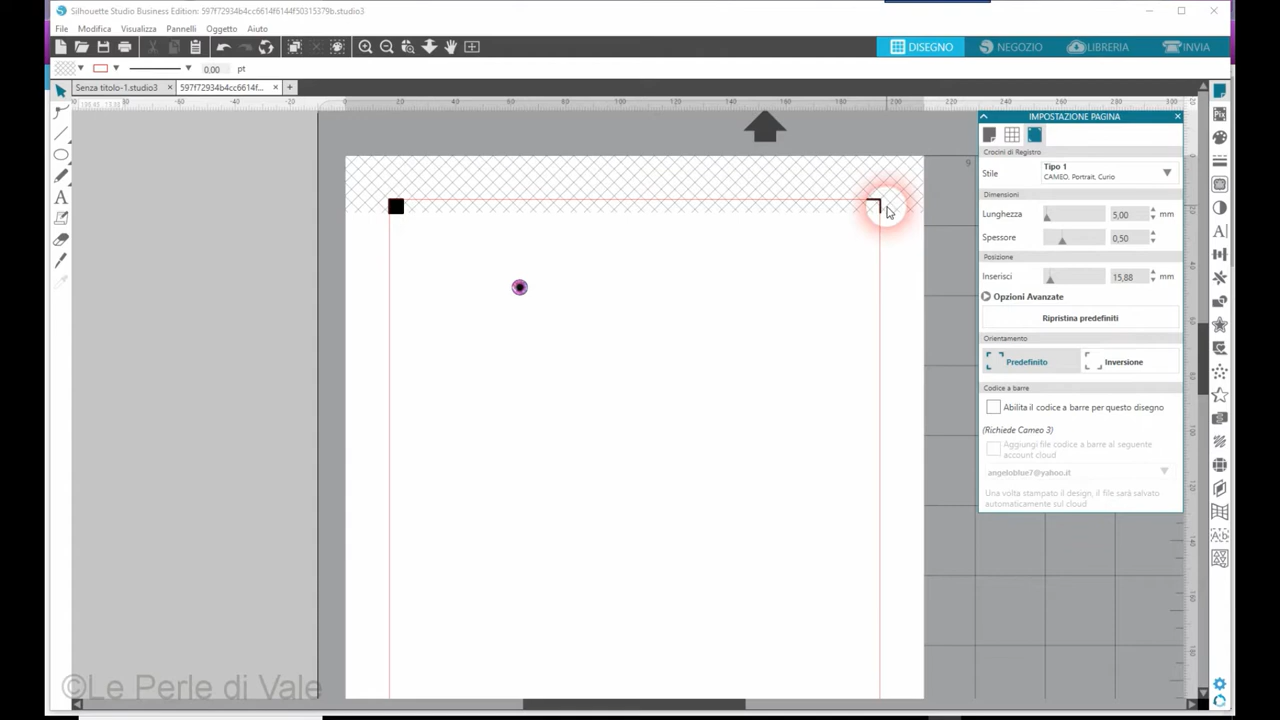 Silhouette Studio Business Edition: 597f72934b4cc6614f6144f50315379b.studio3
File Modifica Visualizza Pannelli Oggetto Aiuto
DISEGNO NEGOZIO LIBRERIA INVIA
0.00 pt
Senza titolo-1.studio3 × 597f72934b4cc6614f... × +
IMPOSTAZIONE PAGINA
Crocini di Registro
Stile Tipo 1
CAMEO, Portrait, Curio
Dimensioni
Lunghezza 5,00 mm
Spessore 0,50 mm
Posizione
Inserisci 15,88 mm
Opzioni Avanzate
Ripristina predefiniti
Orientamento
Predefinito Inversione
Codice a barre
Abilita il codice a barre per questo disegno
(Richiede Cameo 3)
Aggiungi file codice a barre al seguente
account cloud
angeloblue7@yahoo.it
Una volta stampato il design, il file sarà salvato
automaticamente sul cloud
©Le Perle di Vale